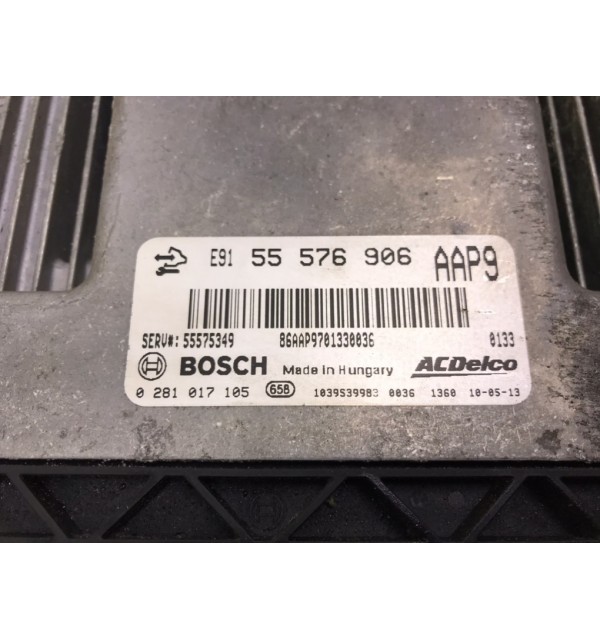 E91 55 576 906 AAP9
SERV#: 55575349 86AAP9701330036 0133
BOSCH Made in Hungary ACDelco
0 281 017 105 658 1039S39983 0036 1360 10-05-13